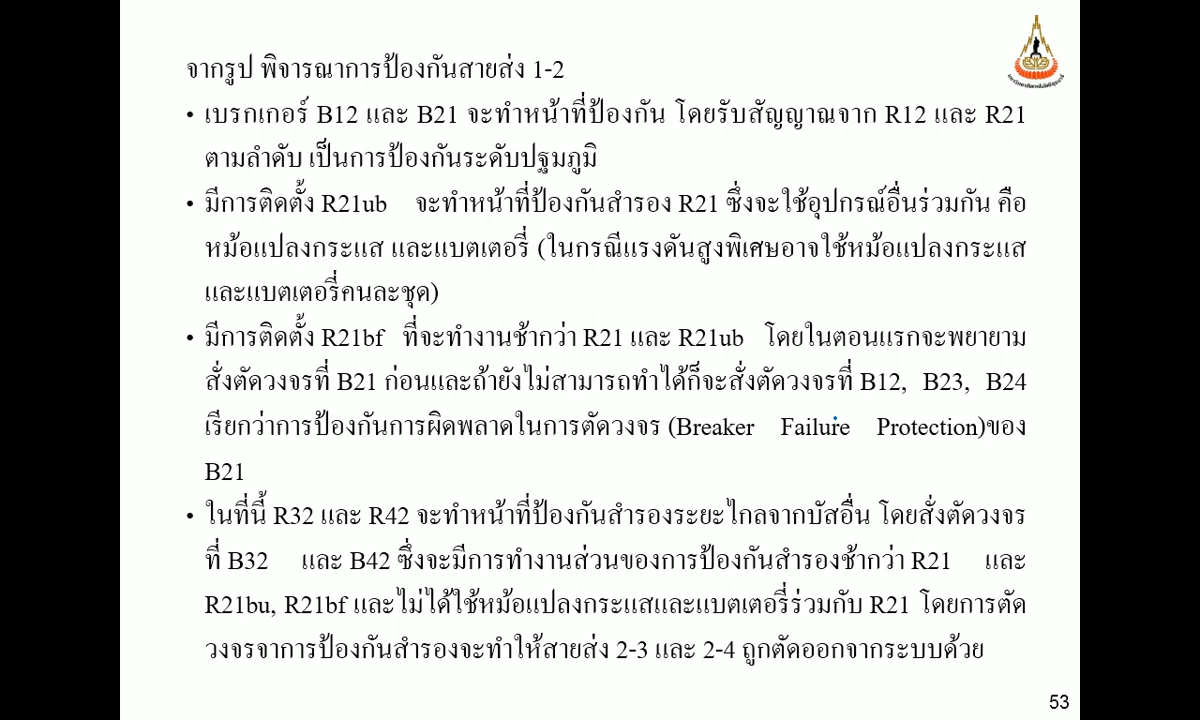 จากรูป พิจารณาการป้องกันสายส่ง 1-2
• เบรกเกอร์ B12 และ B21 จะทำหน้าที่ป้องกัน โดยรับสัญญาณจาก R12 และ R21
ตามลำดับ เป็นการป้องกันระดับปฐมภูมิ
• มีการติดตั้ง R21ub จะทำหน้าที่ป้องกันสำรอง R21 ซึ่งจะใช้อุปกรณ์อื่นร่วมกัน คือ
หม้อแปลงกระแส และแบตเตอรี่ (ในกรณีแรงดันสูงพิเศษอาจใช้หม้อแปลงกระแส
และแบตเตอรี่คนละชุด)
• มีการติดตั้ง R21bf ที่จะทำงานช้ากว่า R21 และ R21ub โดยในตอนแรกจะพยายาม
สั่งตัดวงจรที่ B21 ก่อนและถ้ายังไม่สามารถทำได้ก็จะสั่งตัดวงจรที่ B12, B23, B24
เรียกว่าการป้องกันการผิดพลาดในการตัดวงจร (Breaker Failure Protection)ของ
B21
• ในที่นี้ R32 และ R42 จะทำหน้าที่ป้องกันสำรองระยะไกลจากบัสอื่น โดยสั่งตัดวงจร
ที่ B32 และ B42 ซึ่งจะมีการทำงานส่วนของการป้องกันสำรองช้ากว่า R21 และ
R21bu, R21bf และไม่ได้ใช้หม้อแปลงกระแสและแบตเตอรี่ร่วมกับ R21 โดยการตัด
วงจรจาการป้องกันสำรองจะทำให้สายส่ง 2-3 และ 2-4 ถูกตัดออกจากระบบด้วย
53